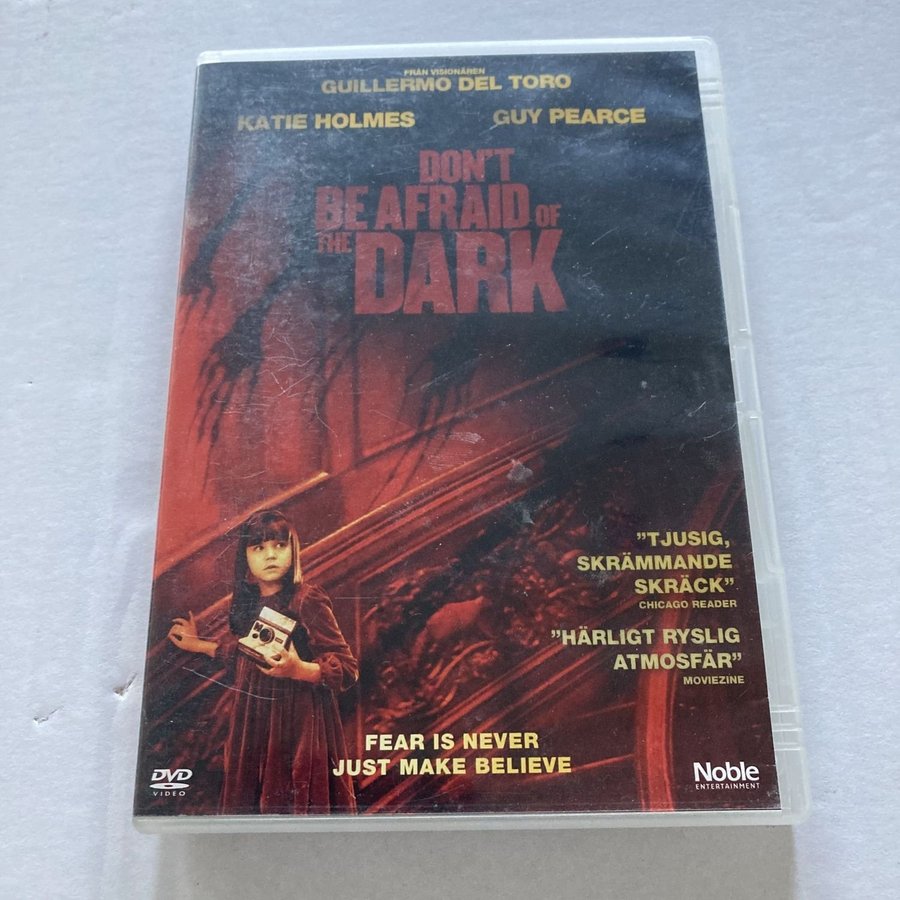 FRÅN VISIONÄREN
GUILLERMO DEL TORO
KATIE HOLMES GUY PEARCE
DON'T
BE AFRAID OF
THE DARK
”TJUSIG,
SKRÄMMANDE
SKRÄCK”
CHICAGO READER
”HÄRLIGT RYSLIG
ATMOSFÄR”
MOVIEZINE
FEAR IS NEVER
JUST MAKE BELIEVE
DVD
VIDEO
Noble
ENTERTAINMENT